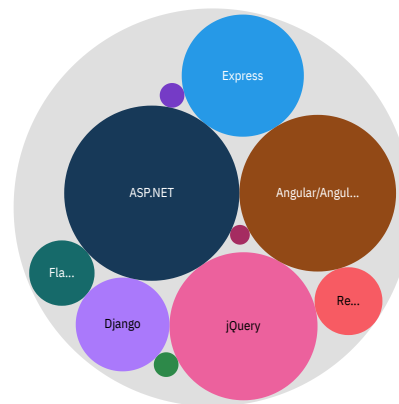 Express
ASP.NET
Angular/Angul...
Fla...
Re...
Django
jQuery